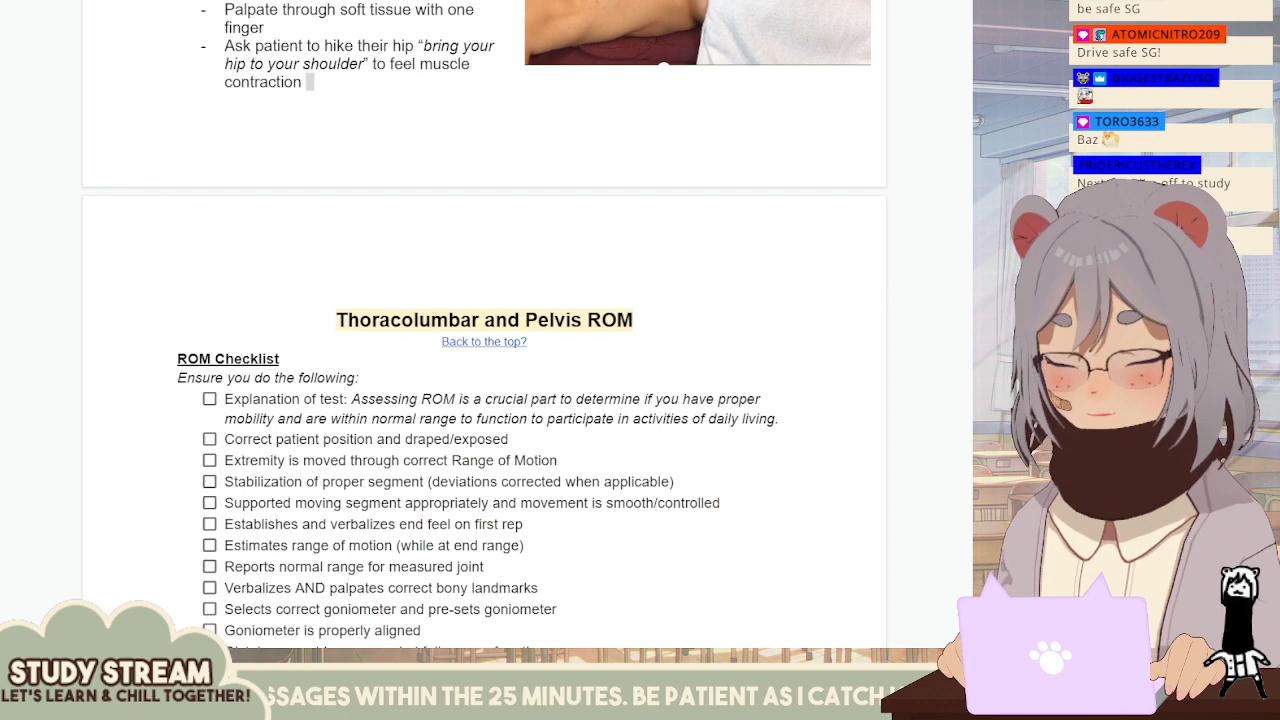 - Palpate through soft tissue with one
finger
- Ask patient to hike their hip “bring your
hip to your shoulder” to feel muscle
contraction
Thoracolumbar and Pelvis ROM
Back to the top?
ROM Checklist
Ensure you do the following:
Explanation of test: Assessing ROM is a crucial part to determine if you have proper
mobility and are within normal range to function to participate in activities of daily living.
Correct patient position and draped/exposed
Extremity is moved through correct Range of Motion
Stabilization of proper segment (deviations corrected when applicable)
Supported moving segment appropriately and movement is smooth/controlled
Establishes and verbalizes end feel on first rep
Estimates range of motion (while at end range)
Reports normal range for measured joint
Verbalizes AND palpates correct bony landmarks
Selects correct goniometer and pre-sets goniometer
Goniometer is properly aligned
be safe SG
ATOMICNITRO209
Drive safe SG!
BIGGESTBAZUSO
TORO3633
Baz
FRIDERICUSTHEREX
off to study
STUDY STREAM
LET'S LEARN & CHILL TOGETHER!
SSAGES WITHIN THE 25 MINUTES. BE PATIENT AS I CATCH